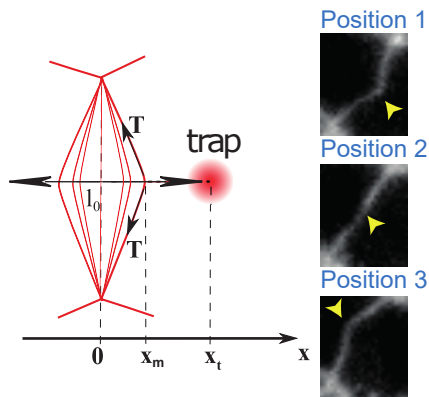 Position 1
T
trap
l₀
T
0
xₘ
xₜ
x
Position 2
Position 3